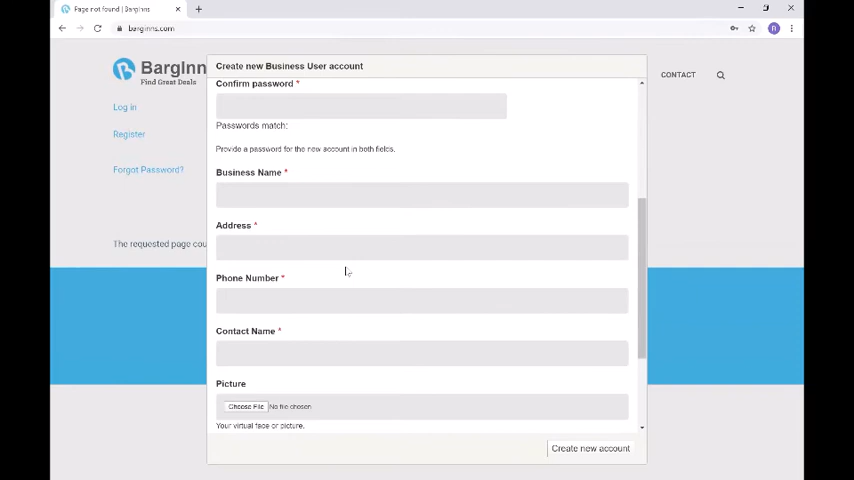 Page not found | BargInns
barginns.com
B
Create new Business User account
BargInn
Find Great Deals
CONTACT
Log in
Register
Forgot Password?
The requested page cou
Confirm password *
Passwords match:
Provide a password for the new account in both fields.
Business Name *
Address *
Phone Number *
Contact Name *
Picture
Choose File No file chosen
Your virtual face or picture.
Create new account